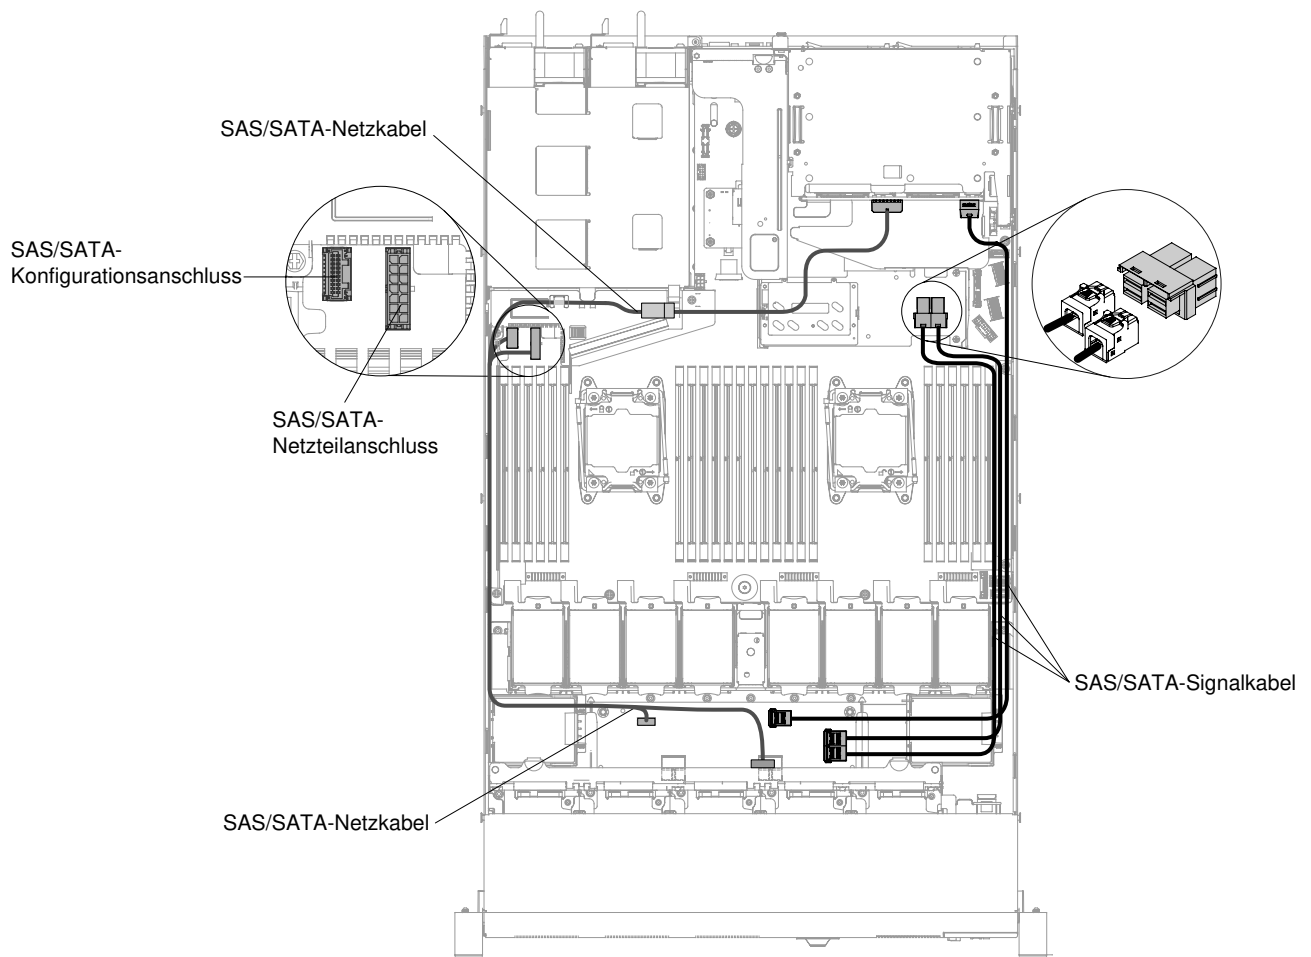 SAS/SATA-Netzkabel
SAS/SATA-
Konfigurationsanschluss
SAS/SATA-
Netzteilanschluss
SAS/SATA-Signalkabel
SAS/SATA-Netzkabel